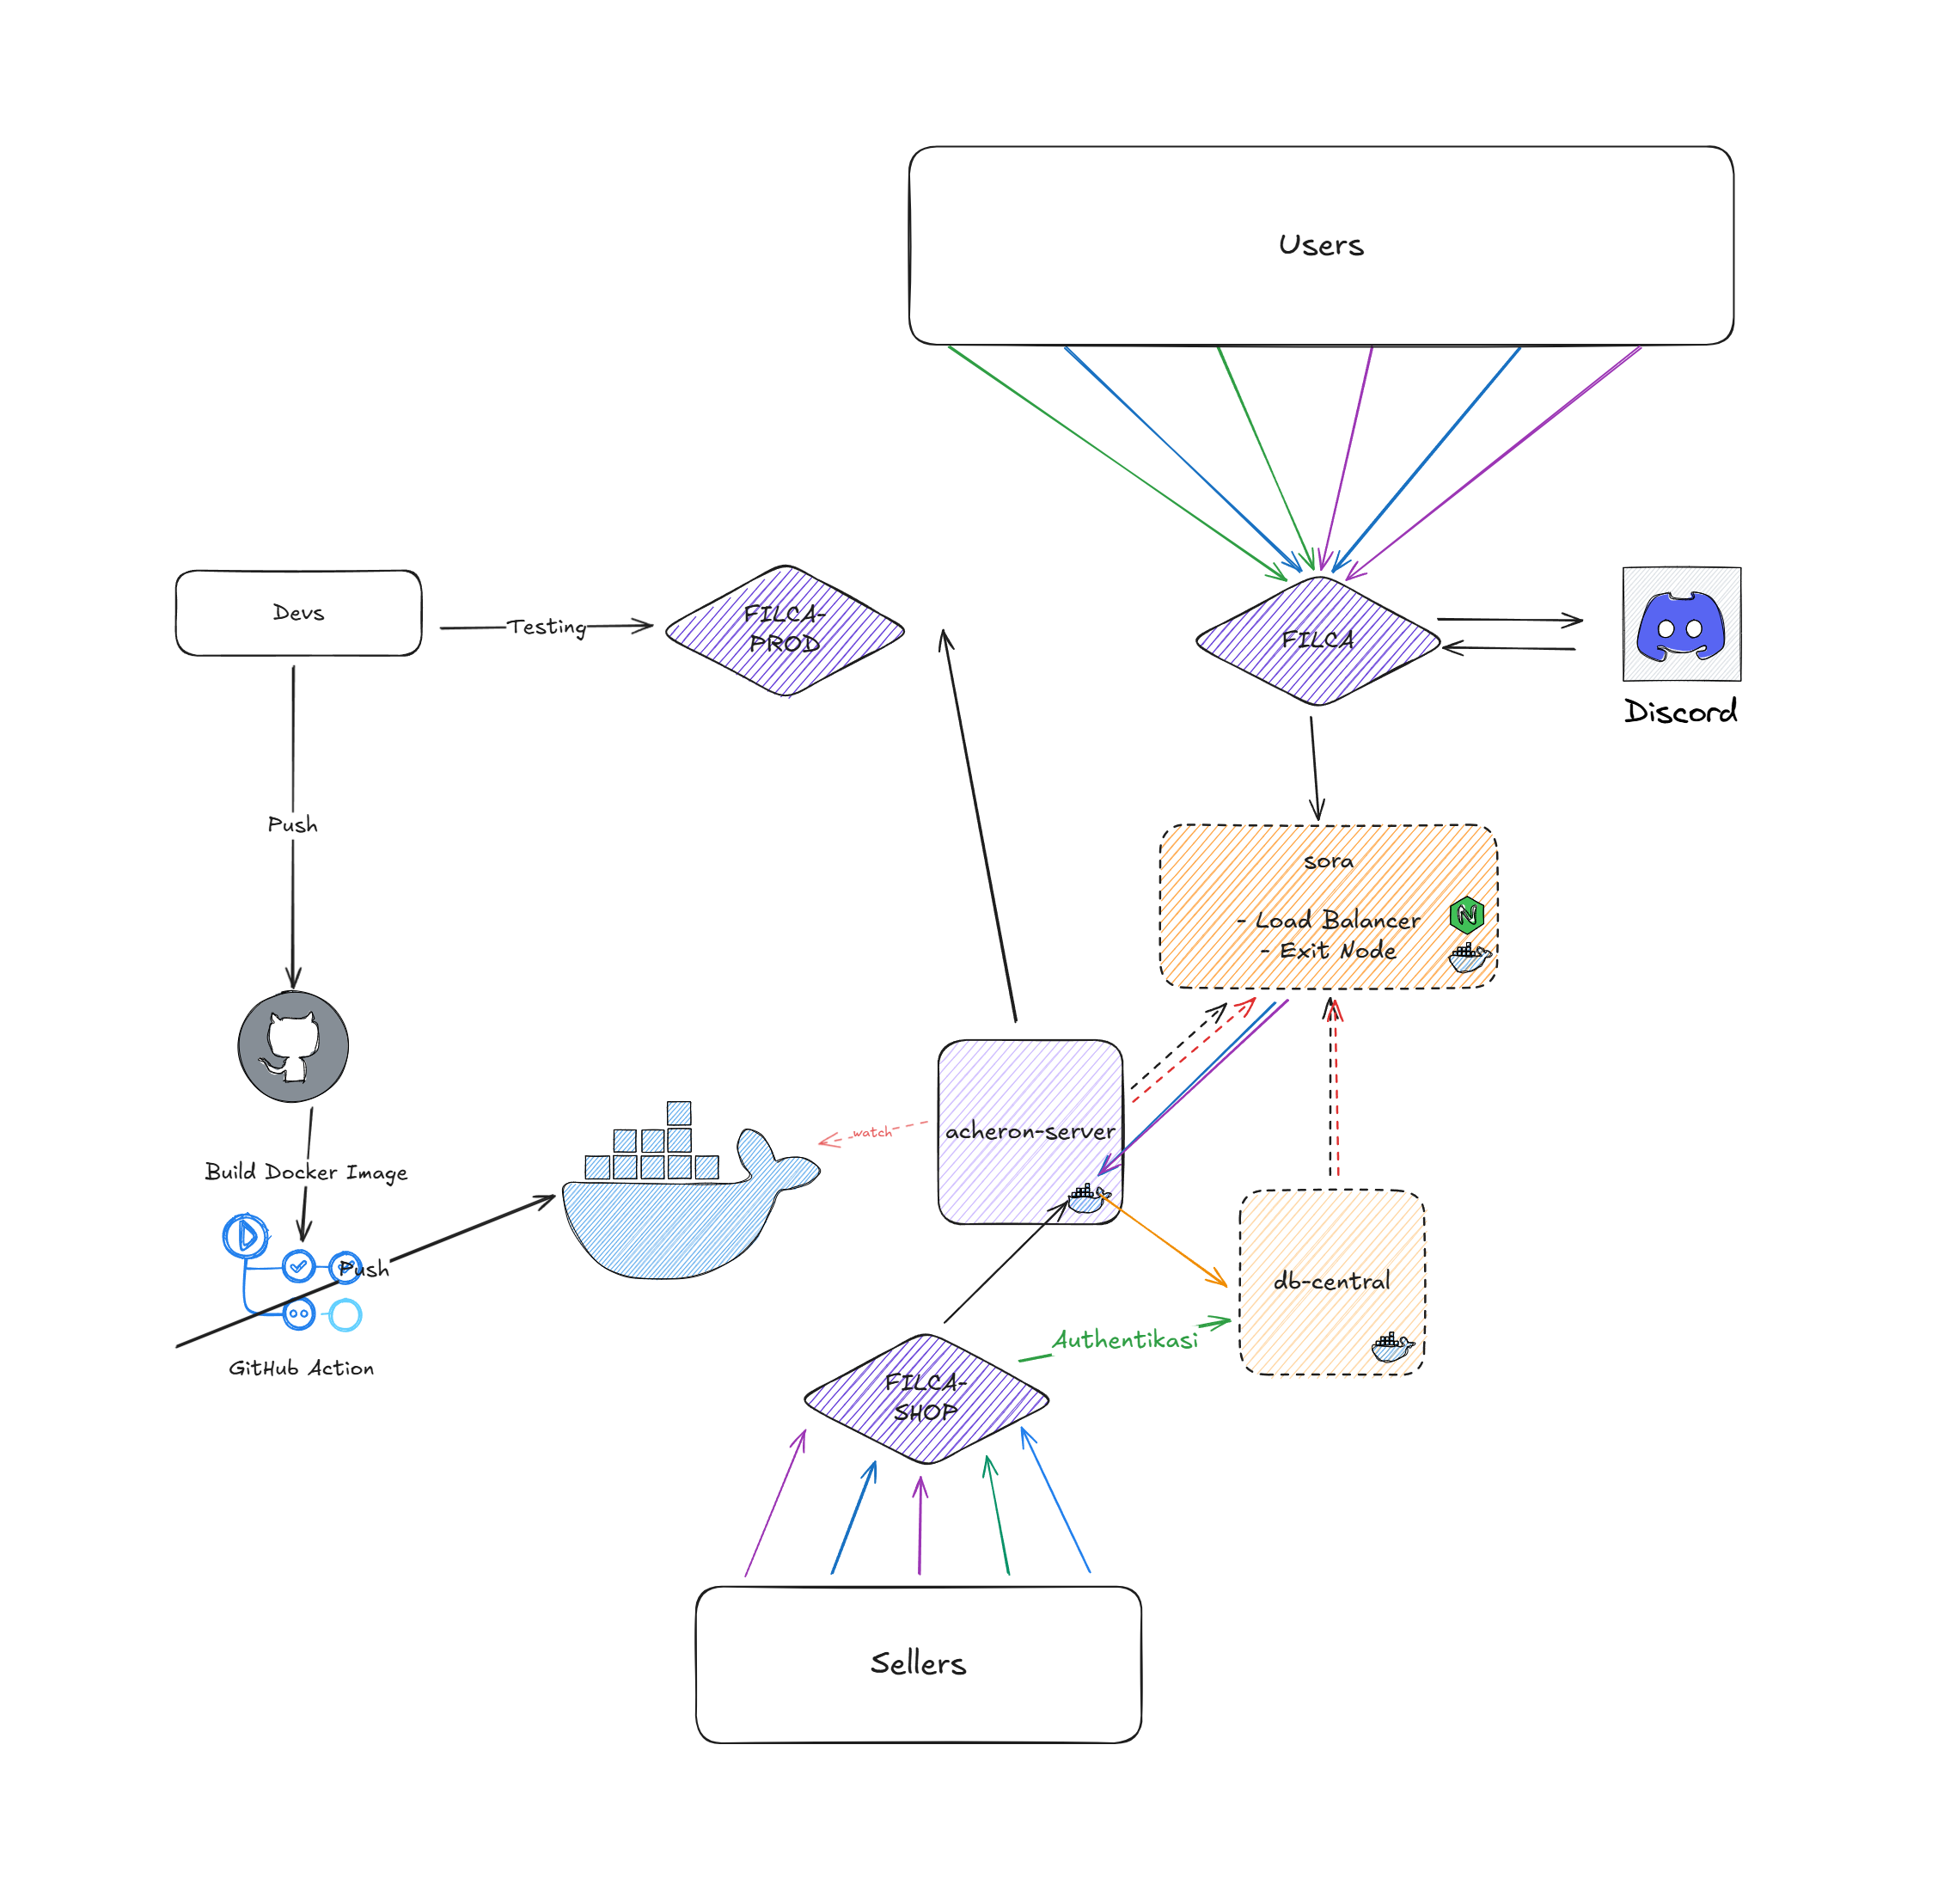 Users
Devs
Testing
FILCA-
PROD
FILCA
Discord
Push
sora
- Load Balancer
- Exit Node
N
acheron-server
watch
Build Docker Image
Push
GitHub Action
db-central
Authentikasi
FILCA-
SHOP
Sellers